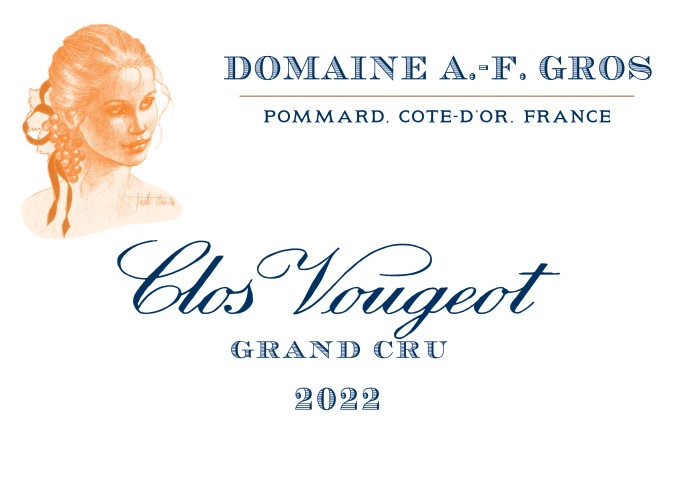 DOMAINE A.-F. GROS
POMMARD, COTE-D'OR, FRANCE
Clos Vougeot
GRAND CRU
2022